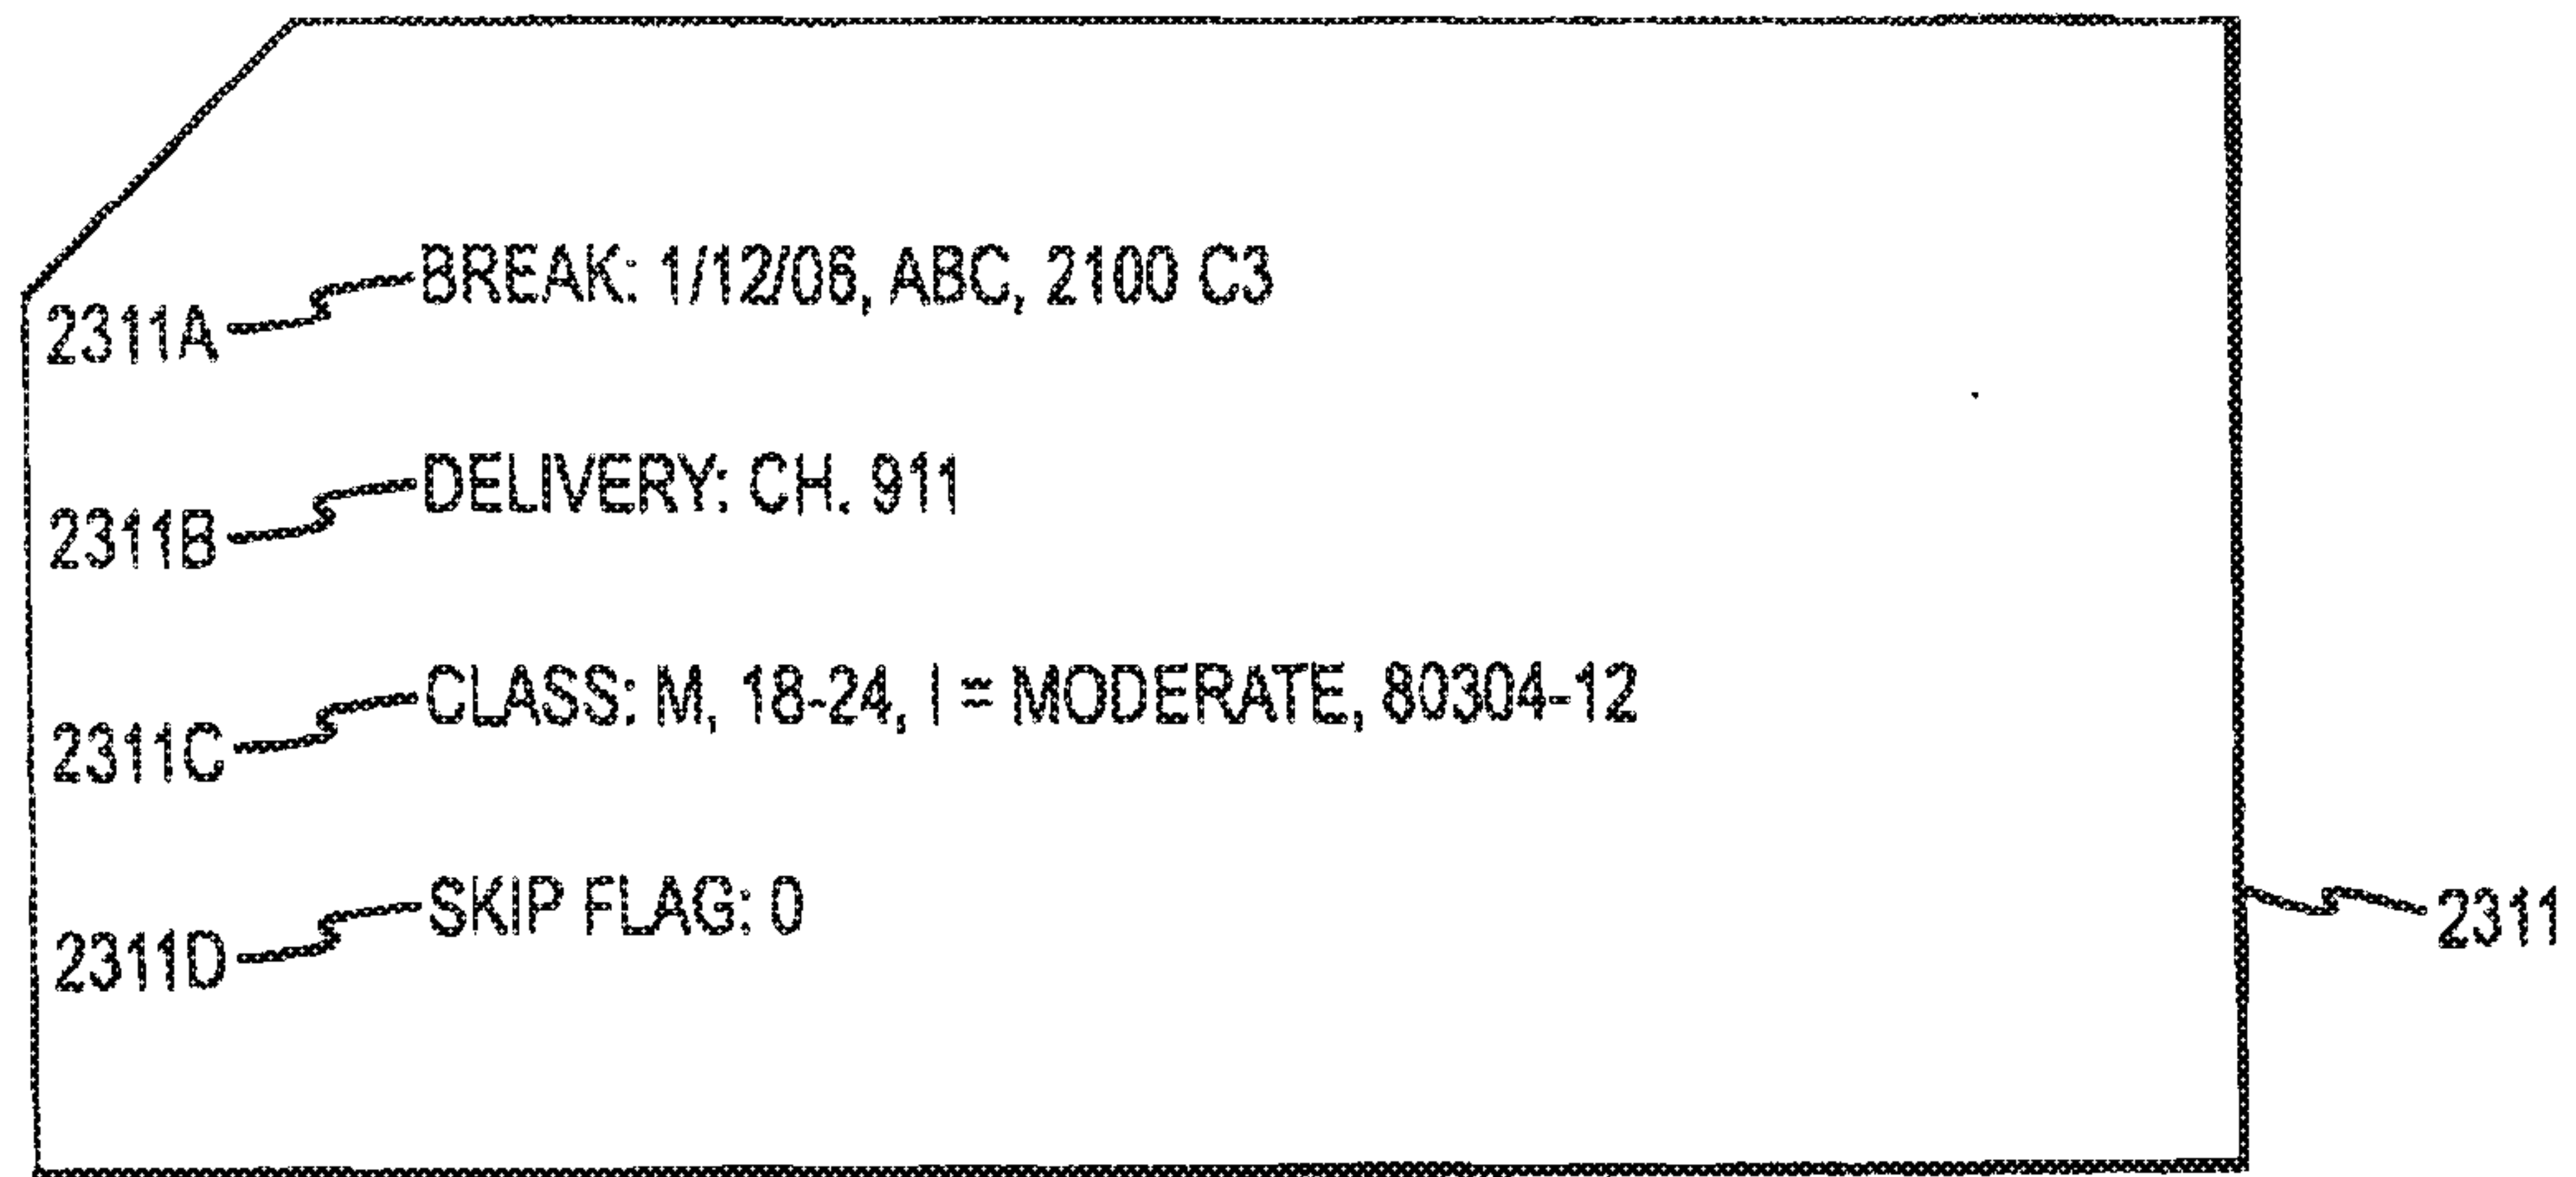 BREAK: 1/12/06, ABC, 2100 C3
2311A
DELIVERY: CH. 911
2311B
CLASS: M, 18-24, I = MODERATE, 80304-12
2311C
SKIP FLAG: 0
2311D
2311